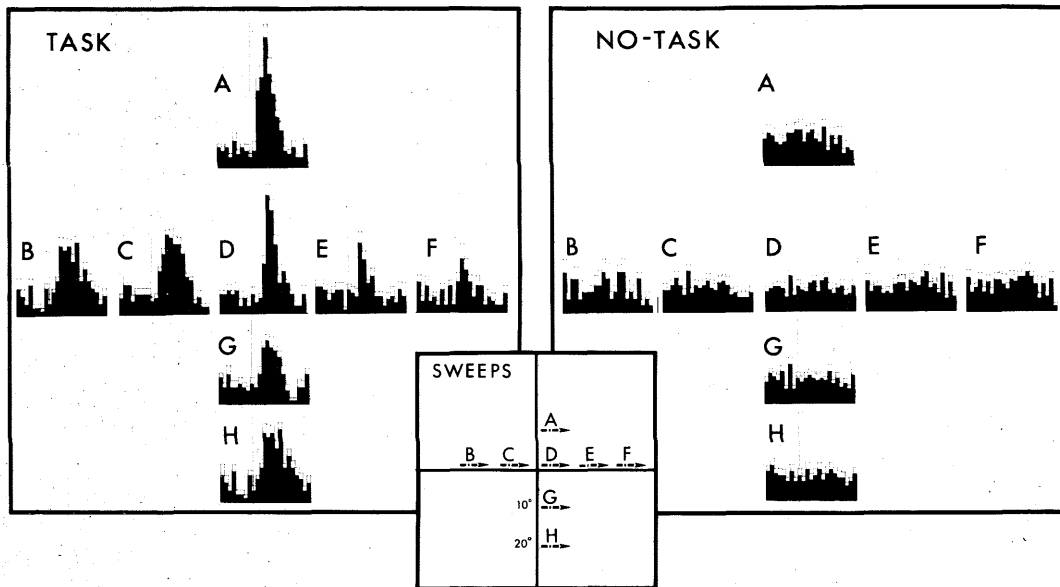 TASK
A
B C D E F
G
H
NO-TASK
A
B C D E F
G
H
SWEEPS
A
B C D E F
10° G
20° H